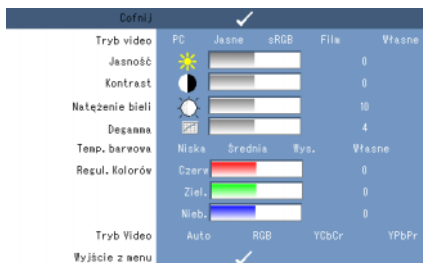 Cofnij
Tryb video PC Jasne sRGB Film Własne
Jasność 0
Kontrast 0
Natężenie bieli 10
Degamma 4
Temp. barwowa Niska Średnia Wys. Własne
Regul. Kolorów Czerw 0
Ziel. 0
Nieb. 0
Tryb Video Auto RGB YCbCr YPbPr
Wyjście z menu